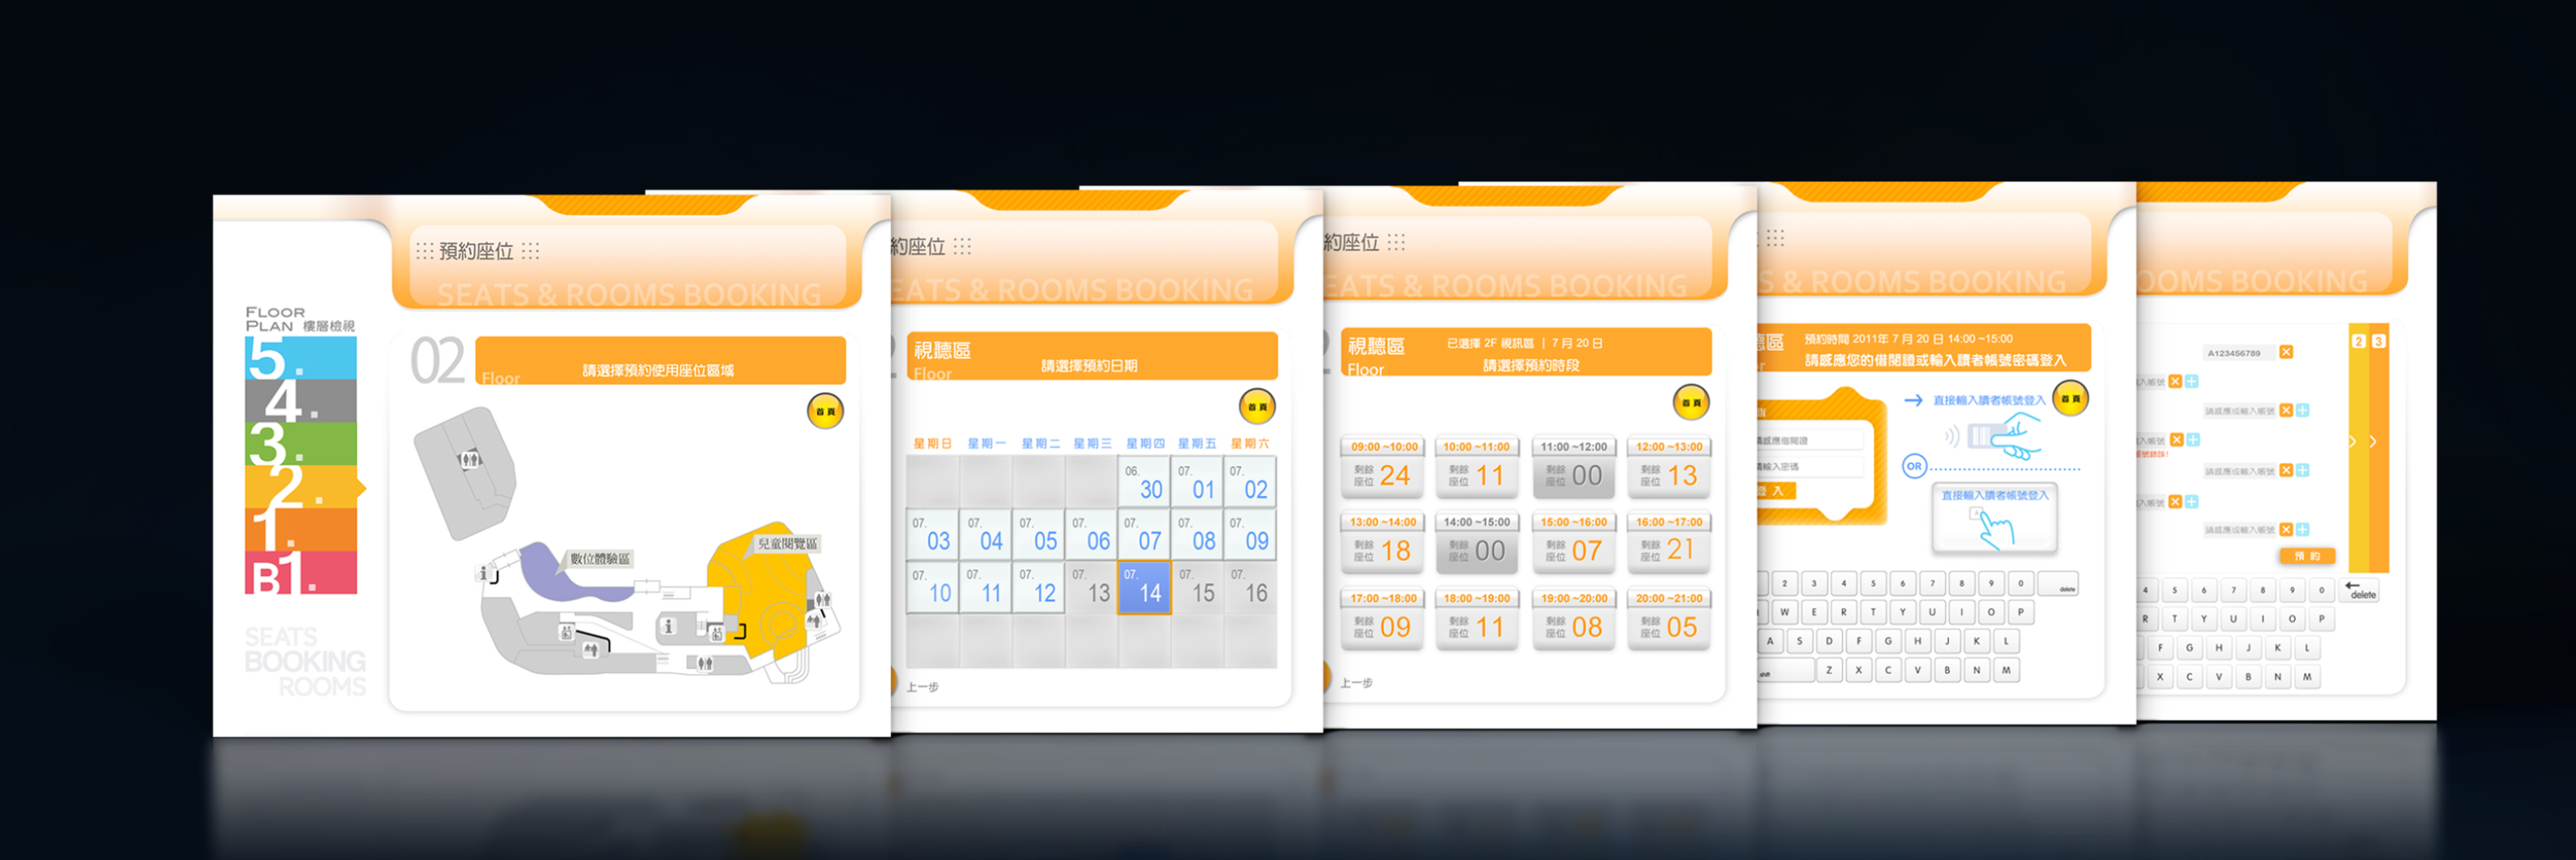 預約座位
SEATS & ROOMS BOOKING
FLOOR
PLAN 樓層檢視
5.
4.
3.
2.
1.
B1.
SEATS
BOOKING
ROOMS
02
Floor
請選擇預約使用座位區域
首頁
數位體驗區
兒童閱覽區
約座位
EATS & ROOMS BOOKING
視聽區
Floor
請選擇預約日期
首頁
星期日 星期一 星期二 星期三 星期四 星期五 星期六
06. 30 07. 01 07. 02
07. 03 07. 04 07. 05 07. 06 07. 07 07. 08 07. 09
07. 10 07. 11 07. 12 07. 13 07. 14 07. 15 07. 16
上一步
約座位
EATS & ROOMS BOOKING
視聽區
Floor
已選擇 2F 視訊區 | 7 月 20 日
請選擇預約時段
首頁
09:00 ~10:00 10:00 ~11:00 11:00 ~12:00 12:00 ~13:00
剩餘座位 24 剩餘座位 11 剩餘座位 00 剩餘座位 13
13:00 ~14:00 14:00 ~15:00 15:00 ~16:00 16:00 ~17:00
剩餘座位 18 剩餘座位 00 剩餘座位 07 剩餘座位 21
17:00 ~18:00 18:00 ~19:00 19:00 ~20:00 20:00 ~21:00
剩餘座位 09 剩餘座位 11 剩餘座位 08 剩餘座位 05
上一步
S & ROOMS BOOKING
預約時間 2011年 7 月 20 日 14:00 ~15:00
請感應您的借閱證或輸入讀者帳號密碼登入
首頁
直接輸入讀者帳號登入
OR
直接輸入讀者帳號登入
感應借閱證
輸入密碼
登 入
2 3 4 5 6 7 8 9 0 delete
W E R T Y U I O P
A S D F G H J K L
shift Z X C V B N M
OOMS BOOKING
2 3
A123456789
入帳號
請感應或輸入帳號
入帳號
帳號錯誤!
請感應或輸入帳號
入帳號
請感應或輸入帳號
預 約
4 5 6 7 8 9 0 delete
R T Y U I O P
F G H J K L
X C V B N M